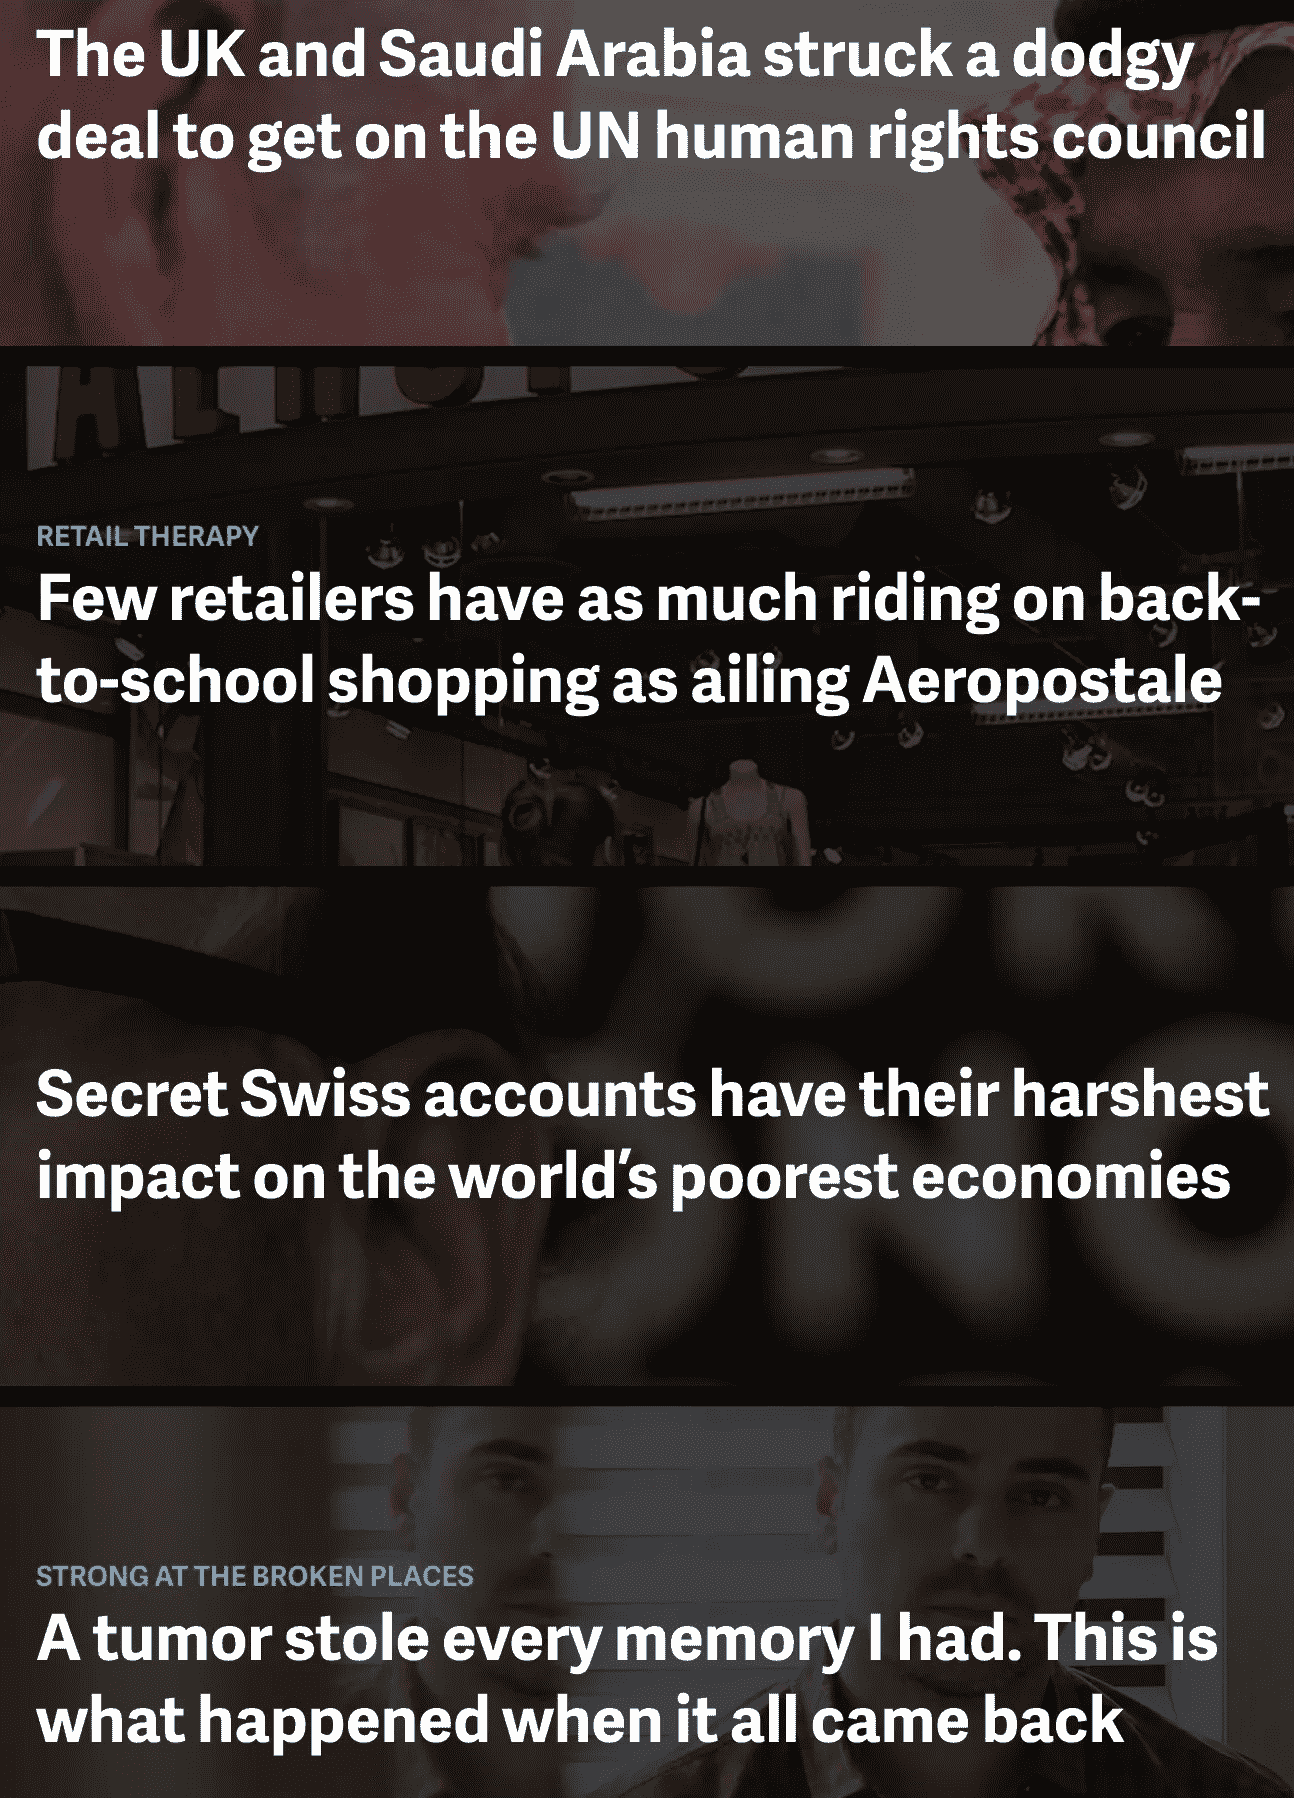 The UK and Saudi Arabia struck a dodgy
deal to get on the UN human rights council
RETAIL THERAPY
Few retailers have as much riding on back-
to-school shopping as ailing Aeropostale
Secret Swiss accounts have their harshest
impact on the world’s poorest economies
STRONG AT THE BROKEN PLACES
A tumor stole every memory I had. This is
what happened when it all came back